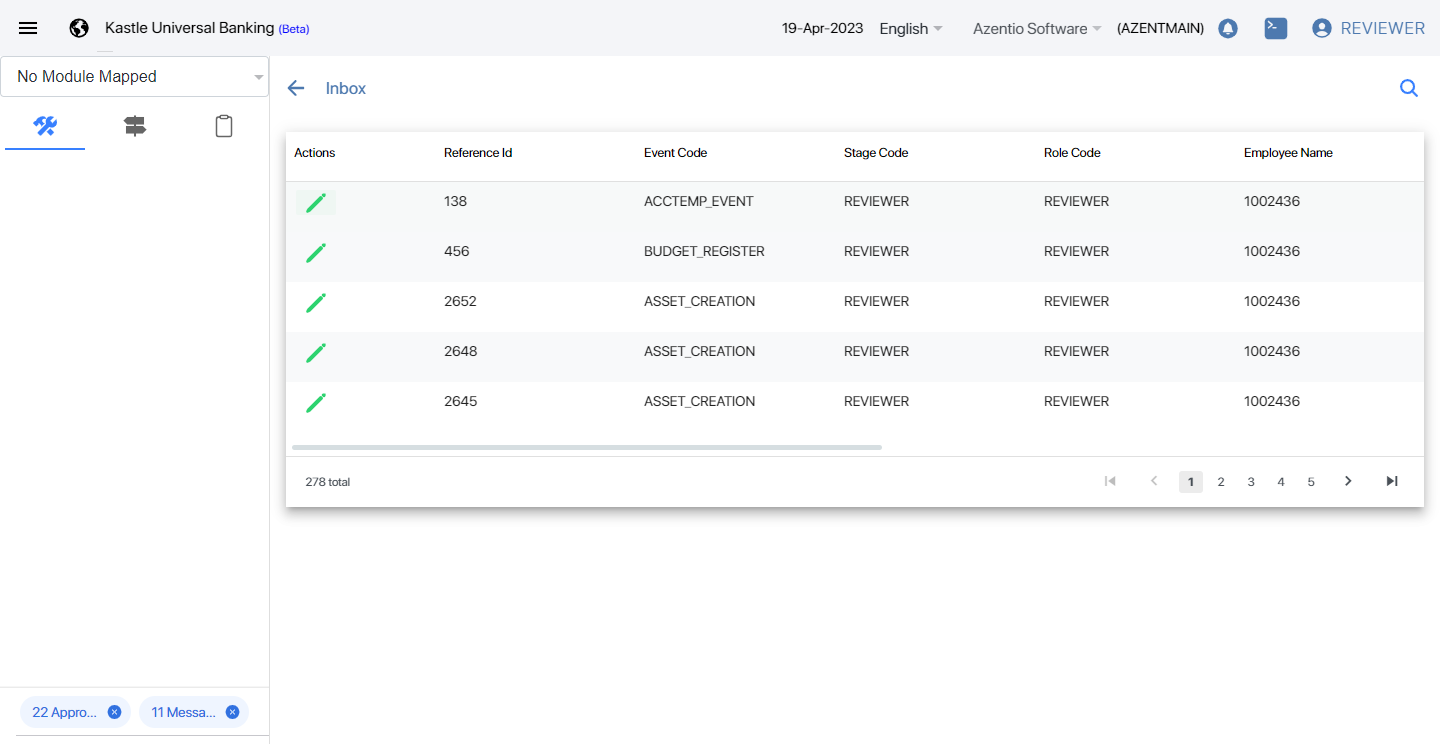 Kastle Universal Banking (Beta) 19-Apr-2023 English Azentio Software (AZENTMAIN) REVIEWER
No Module Mapped
Inbox
Actions Reference Id Event Code Stage Code Role Code Employee Name
138 ACCTEMP_EVENT REVIEWER REVIEWER 1002436
456 BUDGET_REGISTER REVIEWER REVIEWER 1002436
2652 ASSET_CREATION REVIEWER REVIEWER 1002436
2648 ASSET_CREATION REVIEWER REVIEWER 1002436
2645 ASSET_CREATION REVIEWER REVIEWER 1002436
278 total 1 2 3 4 5
22 Appro... 11 Messa...